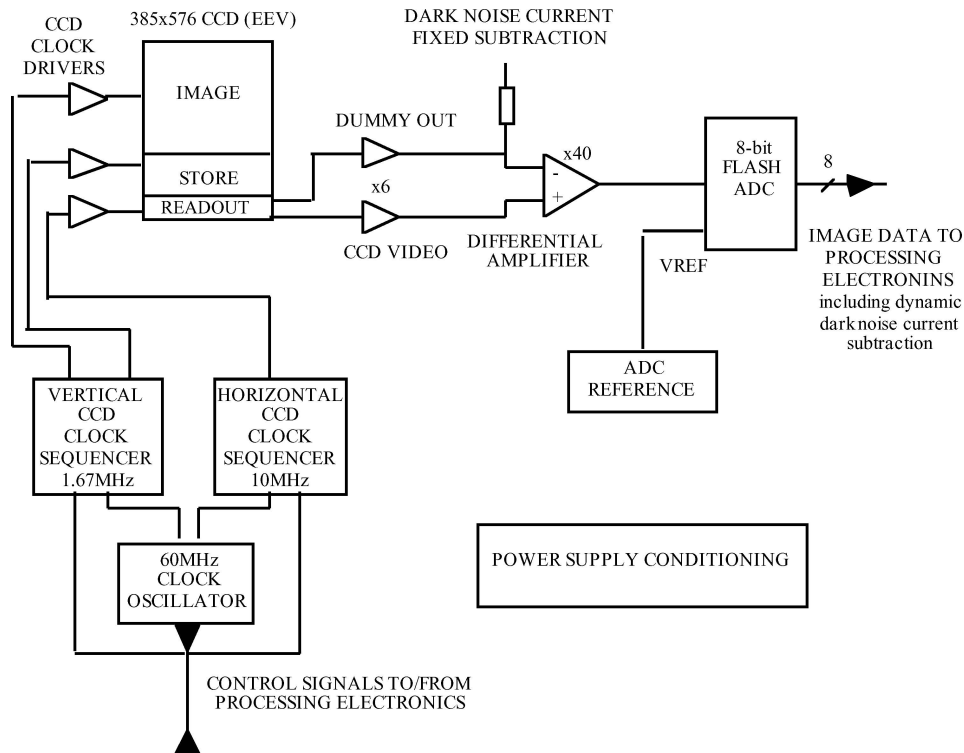 385x576 CCD (EEV)
CCD
CLOCK
DRIVERS
IMAGE
STORE
READOUT
DARK NOISE CURRENT
FIXED SUBTRACTION
DUMMY OUT
x6
CCD VIDEO
x40
-
+
DIFFERENTIAL
AMPLIFIER
8-bit
FLASH
ADC
8
VREF
IMAGE DATA TO
PROCESSING
ELECTRONINS
including dynamic
dark noise current
subtraction
ADC
REFERENCE
VERTICAL
CCD
CLOCK
SEQUENCER
1.67MHz
HORIZONTAL
CCD
CLOCK
SEQUENCER
10MHz
60MHz
CLOCK
OSCILLATOR
POWER SUPPLY CONDITIONING
CONTROL SIGNALS TO/FROM
PROCESSING ELECTRONICS